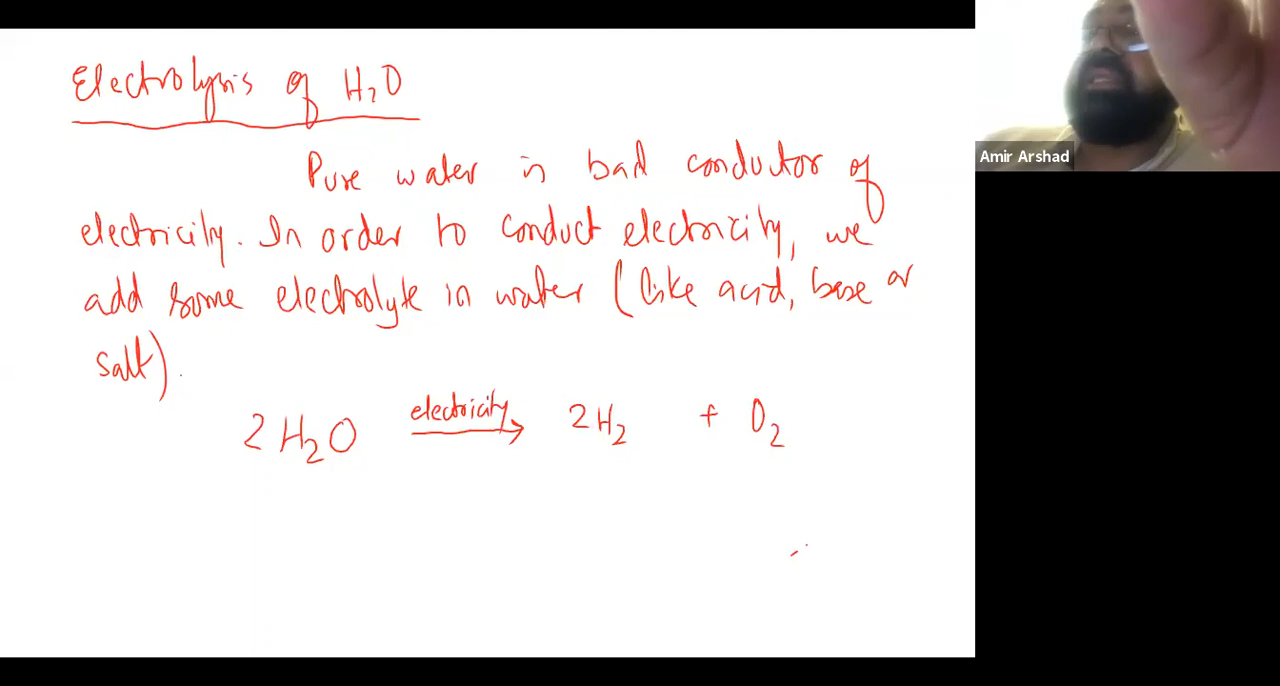 Electrolysis of H₂O
Pure water is bad conductor of
electricity. In order to conduct electricity, we
add some electrolyte in water (like acid, base or
salt).
2H₂O electricity → 2H₂ + O₂
Amir Arshad